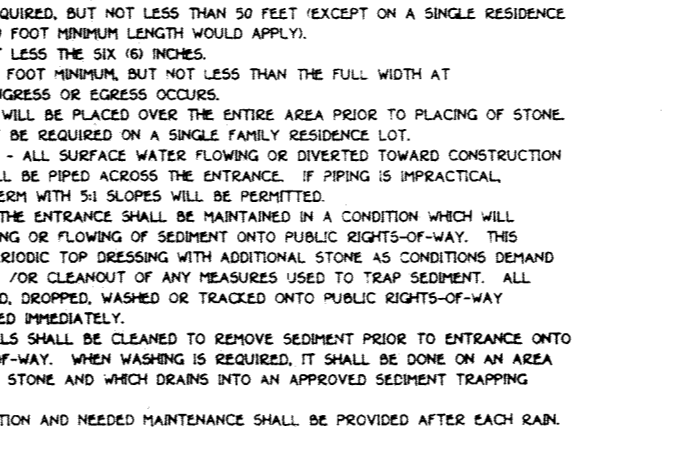 QUIRED, BUT NOT LESS THAN 50 FEET (EXCEPT ON A SINGLE RESIDENCE
FOOT MINIMUM LENGTH WOULD APPLY).
LESS THE SIX (6) INCHES.
FOOT MINIMUM, BUT NOT LESS THAN THE FULL WIDTH AT
NGRESS OR EGRESS OCCURS.
WILL BE PLACED OVER THE ENTIRE AREA PRIOR TO PLACING OF STONE.
BE REQUIRED ON A SINGLE FAMILY RESIDENCE LOT.
- ALL SURFACE WATER FLOWING OR DIVERTED TOWARD CONSTRUCTION
LL BE PIPED ACROSS THE ENTRANCE. IF PIPING IS IMPRACTICAL,
ERM WITH 5:1 SLOPES WILL BE PERMITTED.
THE ENTRANCE SHALL BE MAINTAINED IN A CONDITION WHICH WILL
NG OR FLOWING OF SEDIMENT ONTO PUBLIC RIGHTS-OF-WAY. THIS
RIODIC TOP DRESSING WITH ADDITIONAL STONE AS CONDITIONS DEMAND
/OR CLEANOUT OF ANY MEASURES USED TO TRAP SEDIMENT. ALL
D, DROPPED, WASHED OR TRACKED ONTO PUBLIC RIGHTS-OF-WAY
ED IMMEDIATELY.
LS SHALL BE CLEANED TO REMOVE SEDIMENT PRIOR TO ENTRANCE ONTO
F-WAY. WHEN WASHING IS REQUIRED, IT SHALL BE DONE ON AN AREA
STONE AND WHICH DRAINS INTO AN APPROVED SEDIMENT TRAPPING
TION AND NEEDED MAINTENANCE SHALL BE PROVIDED AFTER EACH RAIN.